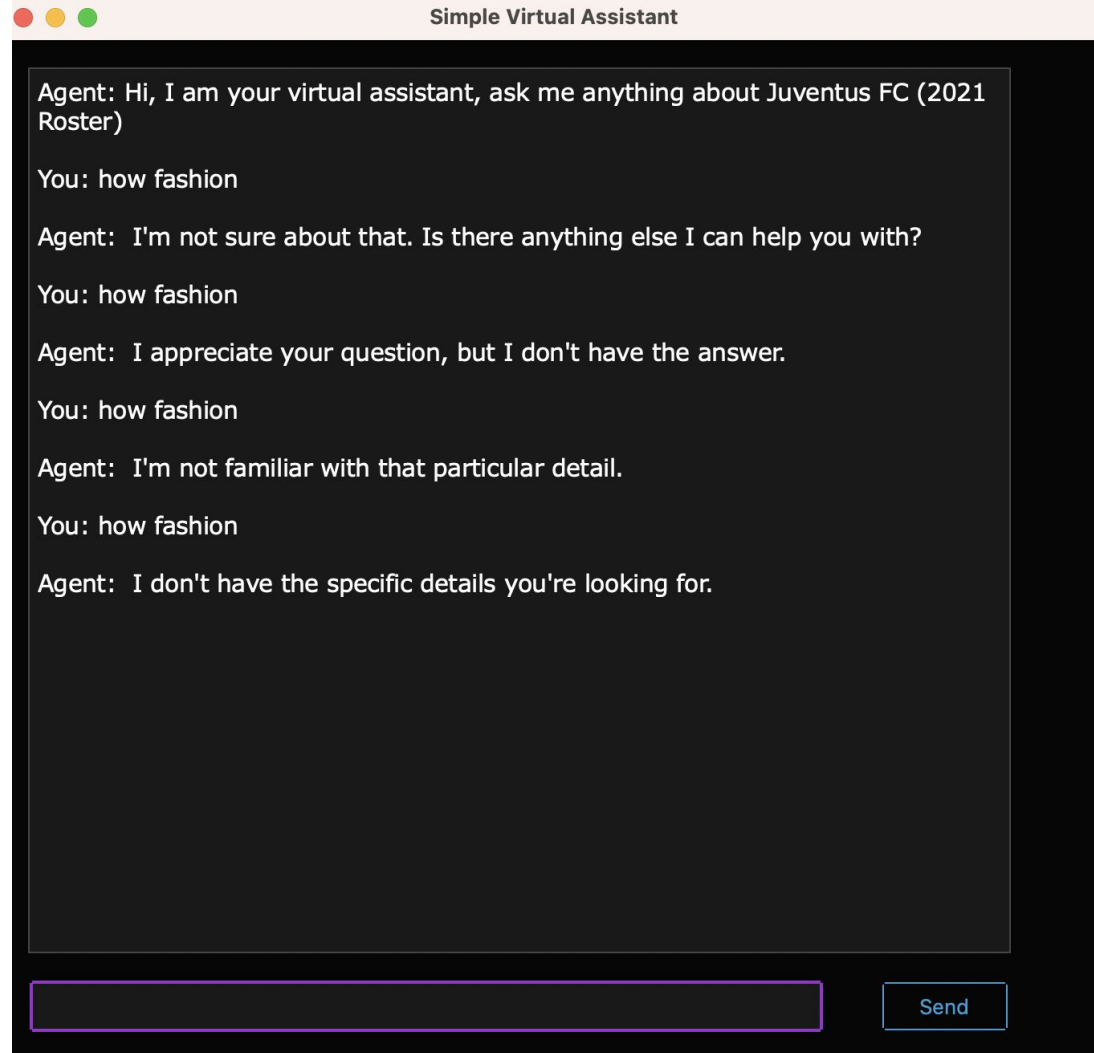 Simple Virtual Assistant
Agent: Hi, I am your virtual assistant, ask me anything about Juventus FC (2021
Roster)
You: how fashion
Agent:  I'm not sure about that. Is there anything else I can help you with?
You: how fashion
Agent:  I appreciate your question, but I don't have the answer.
You: how fashion
Agent:  I'm not familiar with that particular detail.
You: how fashion
Agent:  I don't have the specific details you're looking for.
Send